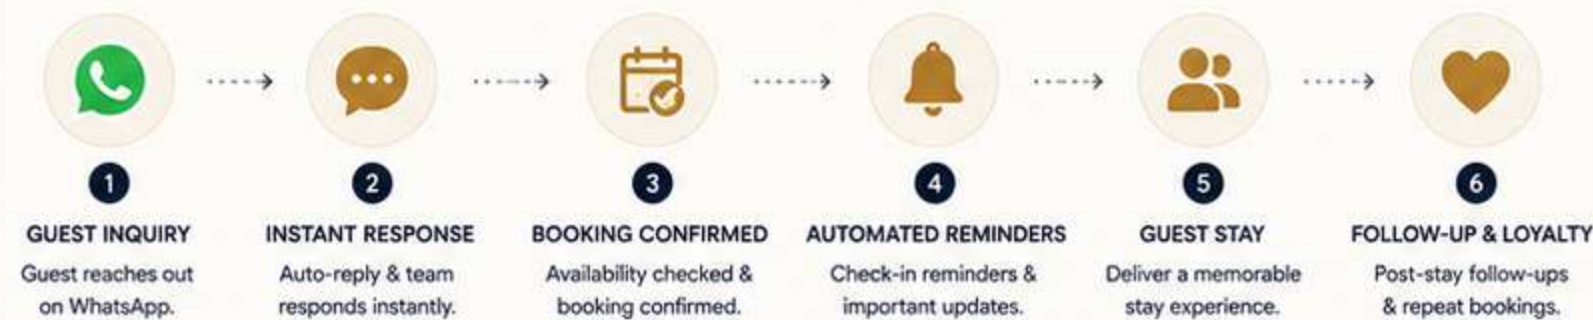 1
GUEST INQUIRY
Guest reaches out
on WhatsApp.
2
INSTANT RESPONSE
Auto-reply & team
responds instantly.
3
BOOKING CONFIRMED
Availability checked &
booking confirmed.
4
AUTOMATED REMINDERS
Check-in reminders &
important updates.
5
GUEST STAY
Deliver a memorable
stay experience.
6
FOLLOW-UP & LOYALTY
Post-stay follow-ups
& repeat bookings.